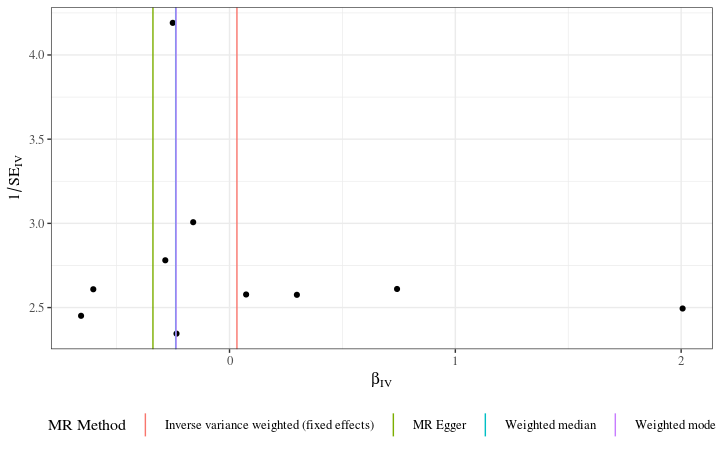 4.0
3.5
3.0
2.5
1/SE_IV
0 1 2
β_IV
MR Method Inverse variance weighted (fixed effects) MR Egger Weighted median Weighted mode